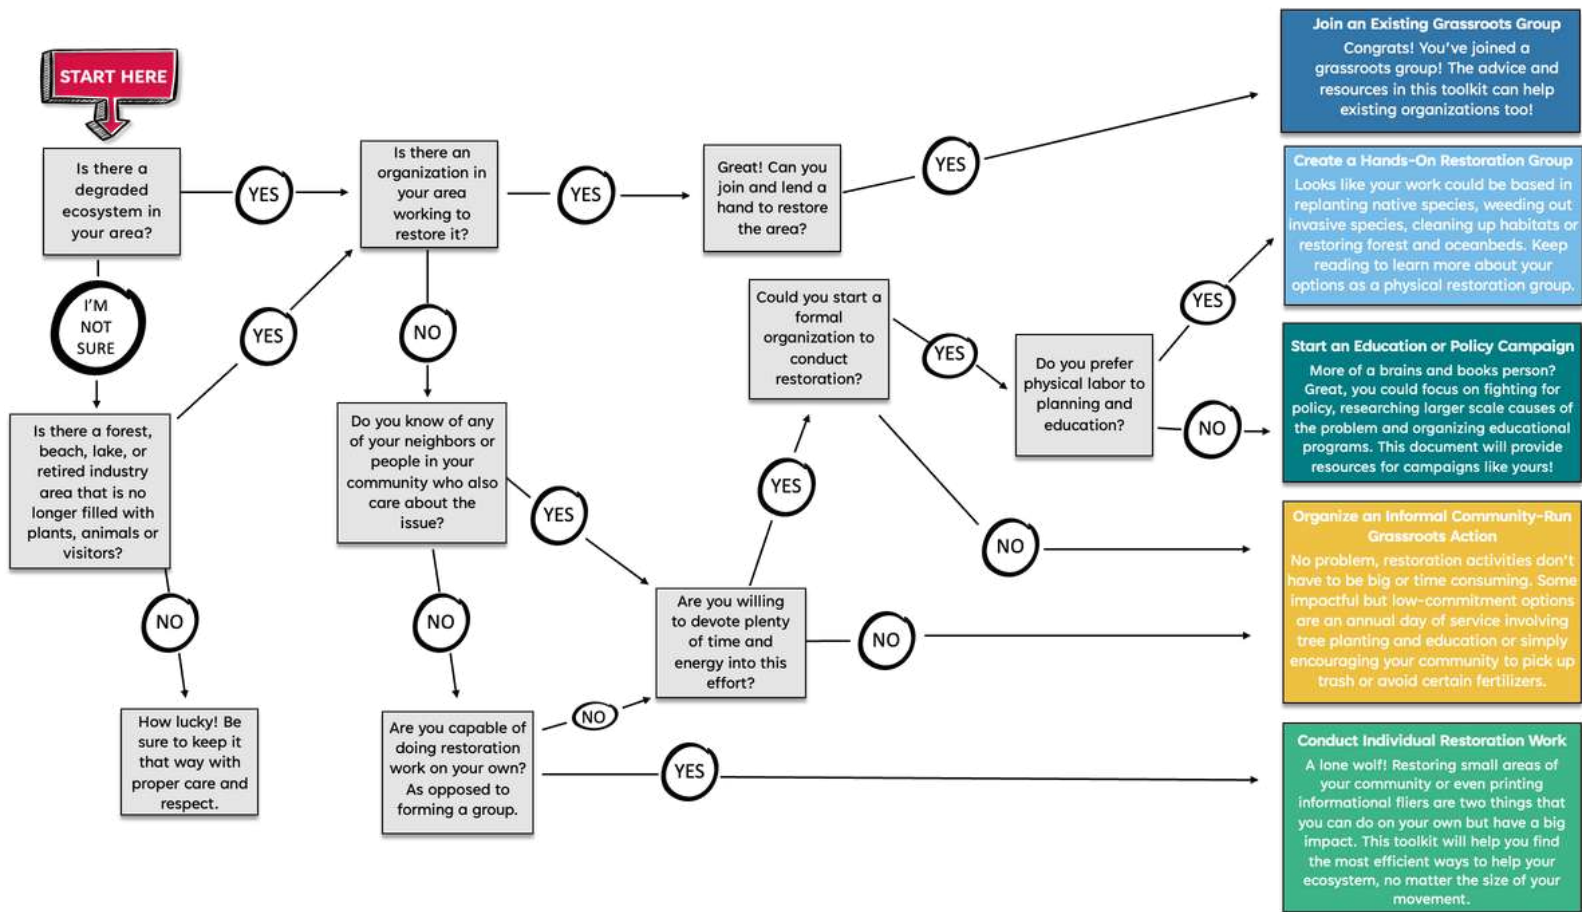 START HERE
Is there a
degraded
ecosystem in
your area?
YES
Is there an
organization in
your area
working to
restore it?
YES
Great! Can you
join and lend a
hand to restore
the area?
YES
Join an Existing Grassroots Group
Congrats! You've joined a
grassroots group! The advice and
resources in this toolkit can help
existing organizations too!
I'M
NOT
SURE
YES
NO
Could you start a
formal
organization to
conduct
restoration?
YES
Do you prefer
physical labor to
planning and
education?
YES
NO
Create a Hands-On Restoration Group
Looks like your work could be based in
replanting native species, weeding out
invasive species, cleaning up habitats or
restoring forest and oceanbeds. Keep
reading to learn more about your
options as a physical restoration group.
Start an Education or Policy Campaign
More of a brains and books person?
Great, you could focus on fighting for
policy, researching larger scale causes of
the problem and organizing educational
programs. This document will provide
resources for campaigns like yours!
Is there a forest,
beach, lake, or
retired industry
area that is no
longer filled with
plants, animals or
visitors?
Do you know of any
of your neighbors or
people in your
community who also
care about the
issue?
YES
YES
NO
Organize an Informal Community-Run
Grassroots Action
No problem, restoration activities don't
have to be big or time consuming. Some
impactful but low-commitment options
are an annual day of service involving
tree planting and education or simply
encouraging your community to pick up
trash or avoid certain fertilizers.
NO
NO
Are you willing
to devote plenty
of time and
energy into this
effort?
NO
How lucky! Be
sure to keep it
that way with
proper care and
respect.
Are you capable of
doing restoration
work on your own?
As opposed to
forming a group.
NO
YES
Conduct Individual Restoration Work
A lone wolf! Restoring small areas of
your community or even printing
informational fliers are two things that
you can do on your own but have a big
impact. This toolkit will help you find
the most efficient ways to help your
ecosystem, no matter the size of your
movement.